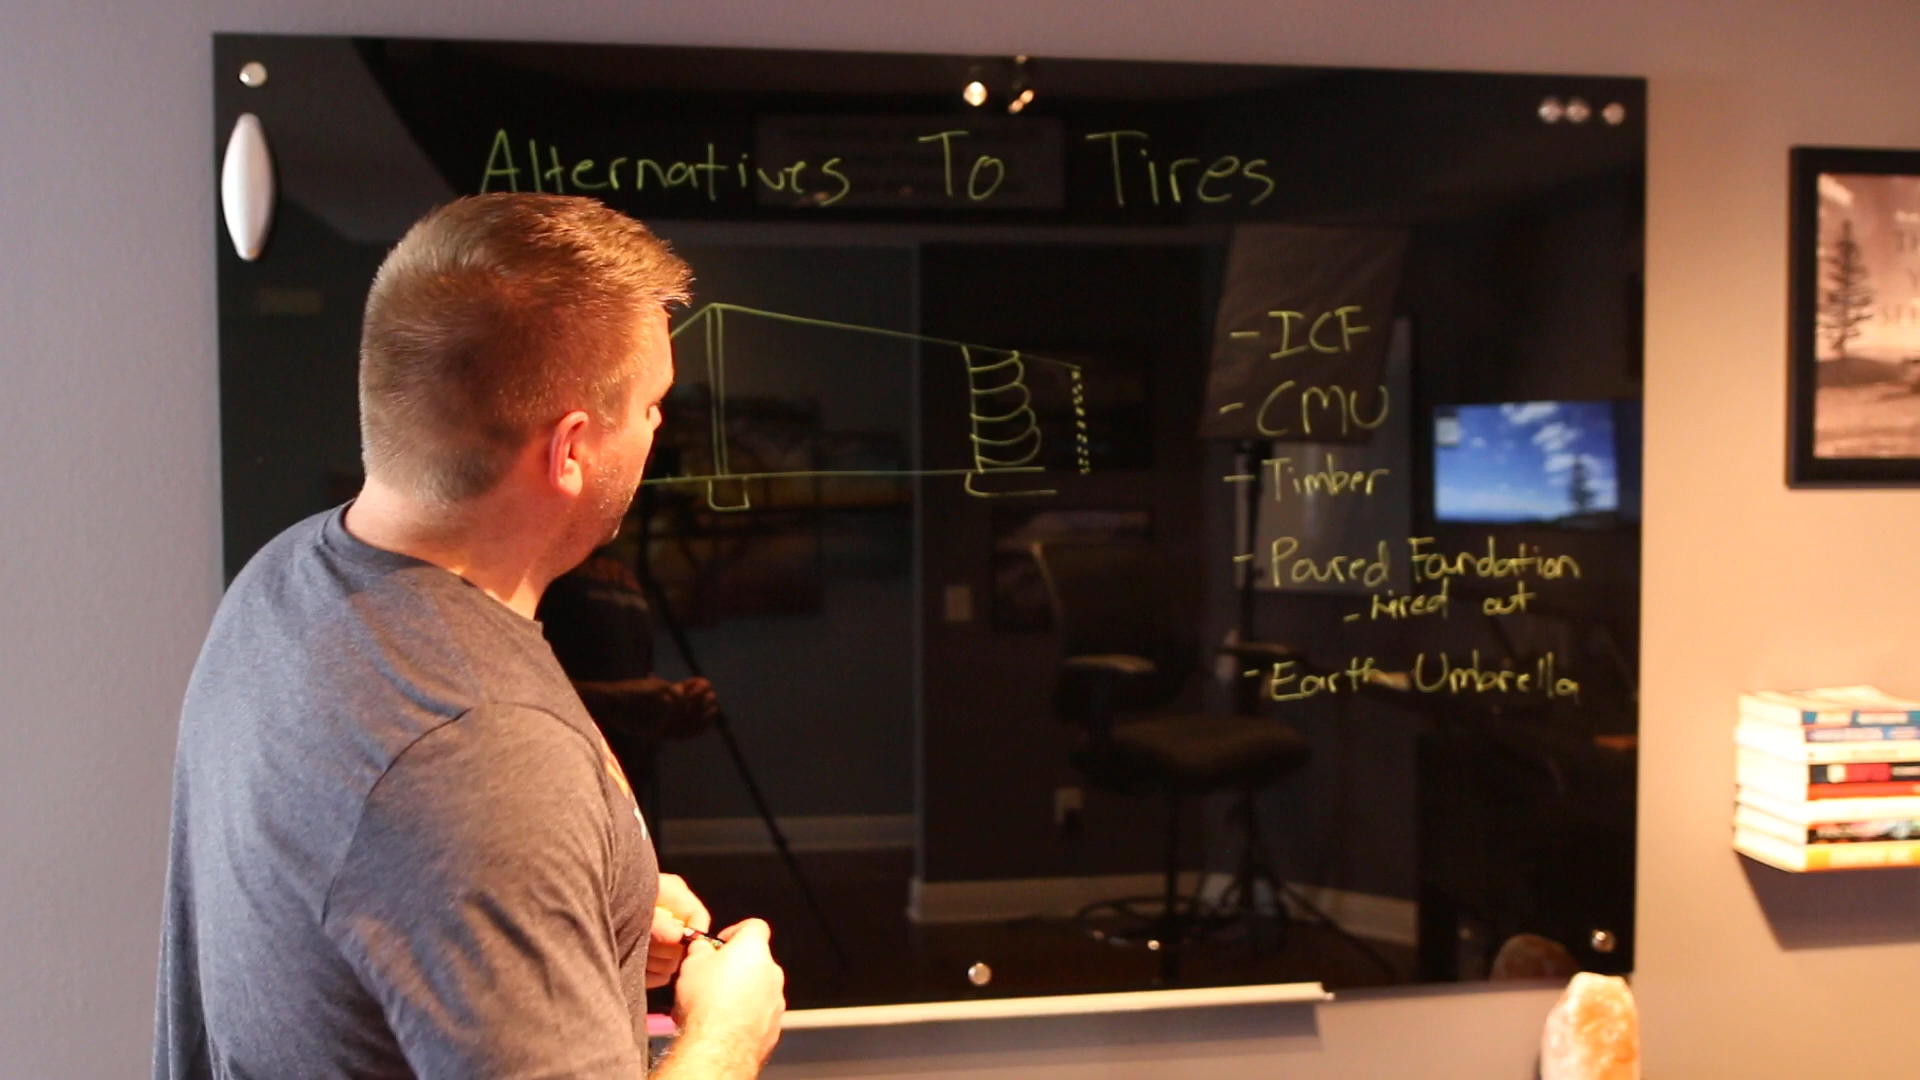 Alternatives To Tires
- ICF
- CMU
- Timber
- Poured Foundation
- hired out
- Earth Umbrella